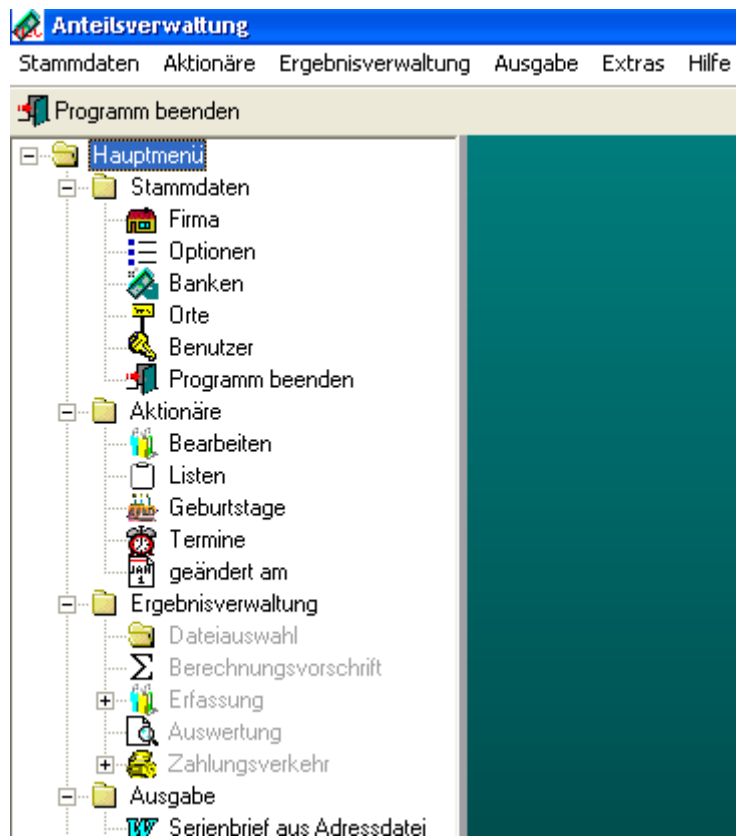 Anteilsverwaltung
Stammdaten Aktionäre Ergebnisverwaltung Ausgabe Extras Hilfe
Programm beenden
Hauptmenü
Stammdaten
Firma
Optionen
Banken
Orte
Benutzer
Programm beenden
Aktionäre
Bearbeiten
Listen
Geburtstage
Termine
geändert am
Ergebnisverwaltung
Dateiauswahl
Berechnungsvorschrift
Erfassung
Auswertung
Zahlungsverkehr
Ausgabe
Serienbrief aus Adressdatei